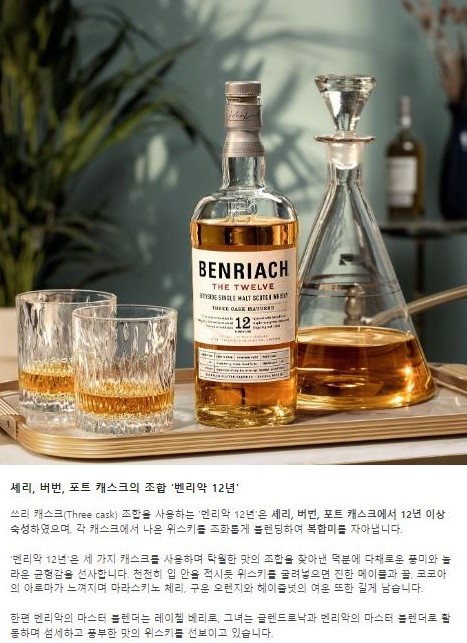 BENRIACH
THE TWELVE
SPEYSIDE SINGLE MALT SCOTCH WHISKY
THREE CASK MATURED
12
셰리, 버번, 포트 캐스크의 조합 '벤리악 12년'
쓰리 캐스크(Three cask) 조합을 사용하는 '벤리악 12년'은 셰리, 버번, 포트 캐스크에서 12년 이상
숙성하였으며, 각 캐스크에서 나온 위스키를 조화롭게 블렌딩하여 복합미를 자아냅니다.
'벤리악 12년'은 세 가지 캐스크를 사용하며 탁월한 맛의 조합을 찾아낸 덕분에 다채로운 풍미와 놀
라운 균형감을 선사합니다. 천천히 입 안을 적시듯 위스키를 굴려넣으면 진한 메이플과 꿀, 코코아
의 아로마가 느껴지며 마라스키노 체리, 구운 오렌지와 헤이즐넛의 여운 또한 길게 남습니다.
한편 벤리악의 마스터 블렌더는 레이첼 베리로, 그녀는 글렌드로낙과 벤리악의 마스터 블렌더로 활
동하며 섬세하고 풍부한 맛의 위스키를 선보이고 있습니다.